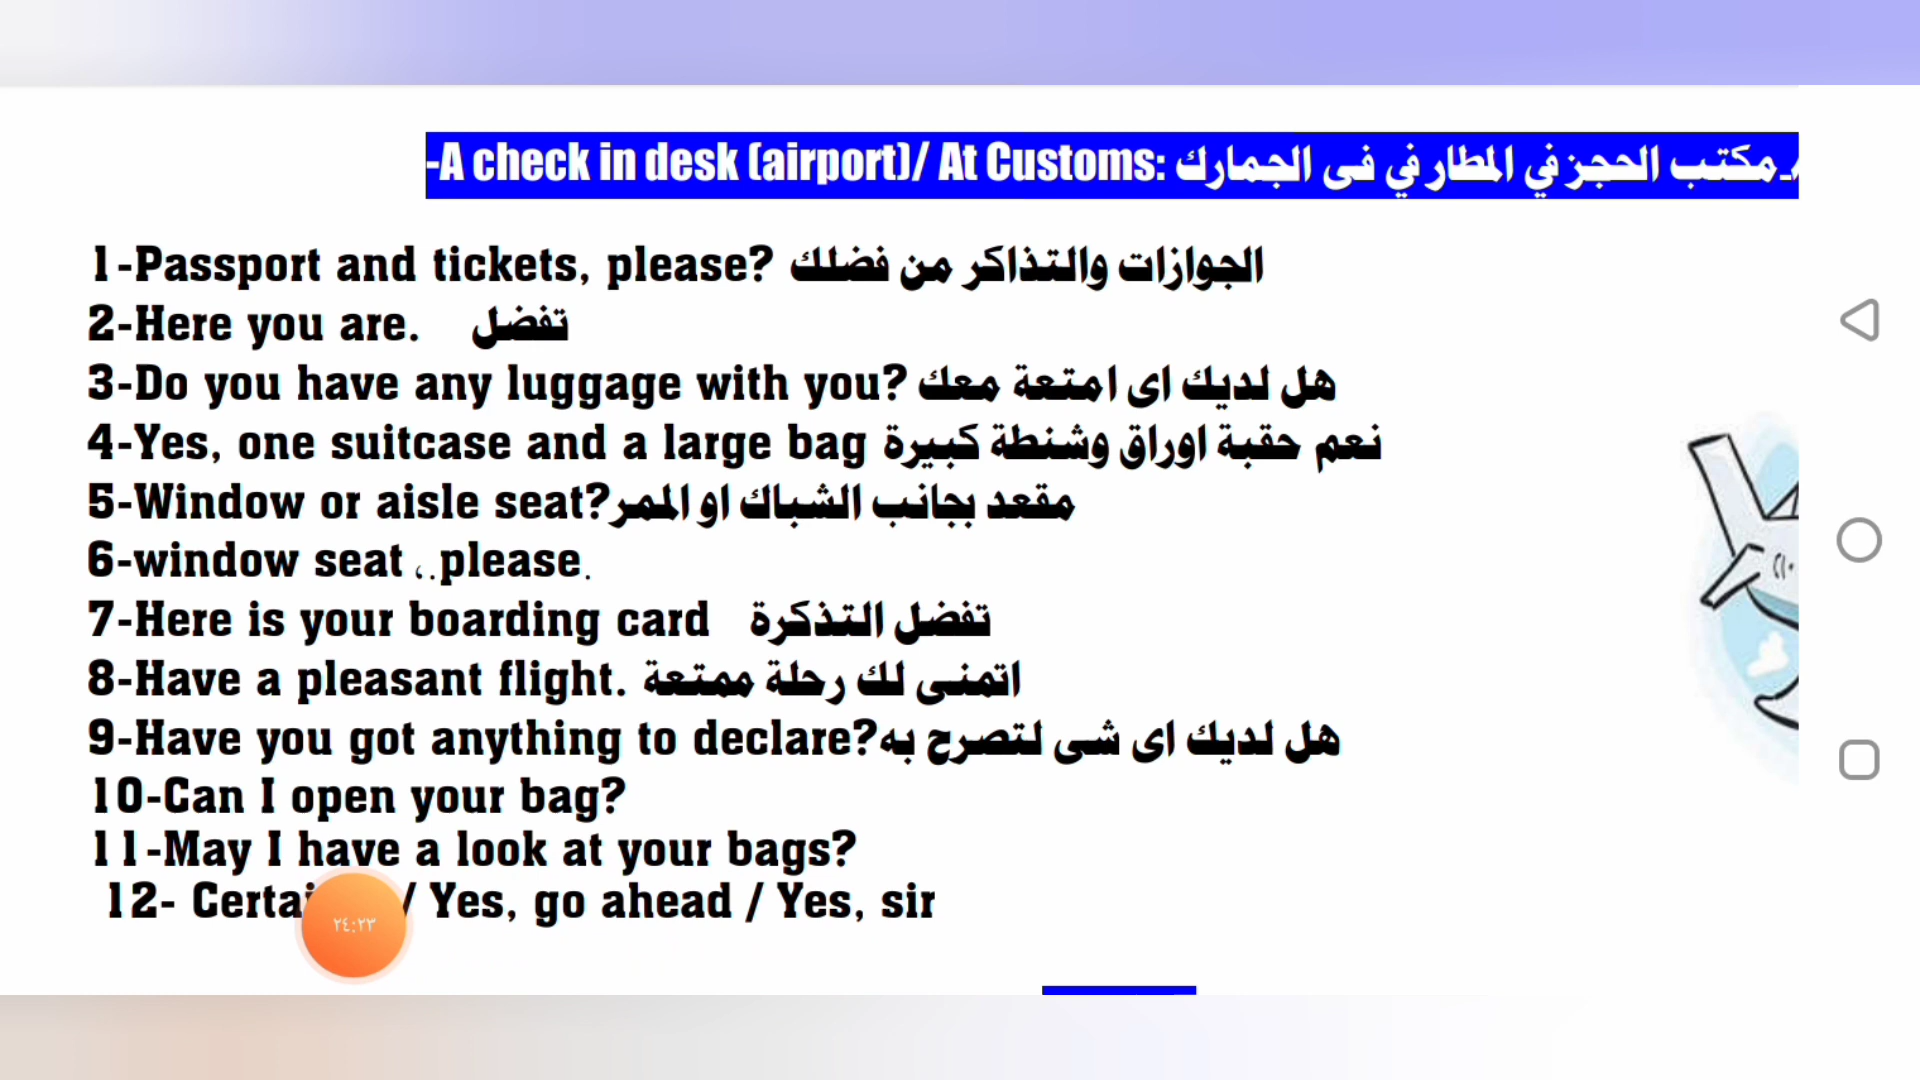 -A check in desk (airport)/ At Customs: مكتب الحجز في المطار في فى الجمارك
1-Passport and tickets, please? الجوازات والتذاكر من فضلك
2-Here you are. تفضل
3-Do you have any luggage with you? هل لديك اى امتعة معك
4-Yes, one suitcase and a large bag نعم حقبة اوراق وشنطة كبيرة
5-Window or aisle seat? مقعد بجانب الشباك او الممر
6-window seat ،.please.
7-Here is your boarding card تفضل التذكرة
8-Have a pleasant flight. اتمنى لك رحلة ممتعة
9-Have you got anything to declare? هل لديك اى شى لتصرح به
10-Can I open your bag?
11-May I have a look at your bags?
12- / Yes, go ahead / Yes, sir
٢٤:٢٣